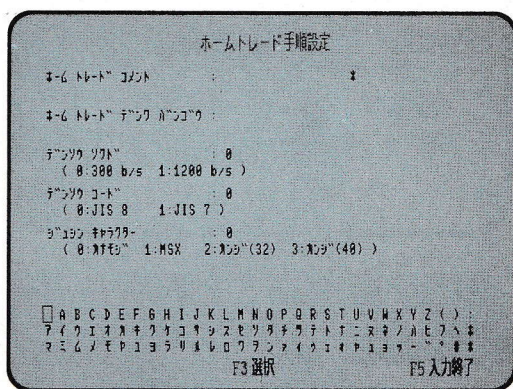 ホームトレード手順設定
ホーム トレード コメント : *
ホーム トレード デンワ バンゴウ :
デンソウ ソクド : 0
( 0:300 b/s 1:1200 b/s )
デンソウ コード : 0
( 0:JIS 8 1:JIS 7 )
ジュシン キャラクター : 0
( 0:カナモジ 1:MSX 2:カンジ(32) 3:カンジ(40) )
A B C D E F G H I J K L M N O P Q R S T U V W X Y Z ( ) :
ア イ ウ エ オ カ キ ク ケ コ サ シ ス セ ソ タ チ ツ テ ト ナ ニ ヌ ネ ノ ハ ヒ フ ヘ ホ
マ ミ ム メ モ ヤ ユ ヨ ラ リ ル レ ロ ワ ヲ ン ァ ィ ゥ ェ ォ ャ ュ ョ ッ ー ゛ ゜
F3 選択 F5 入力終了